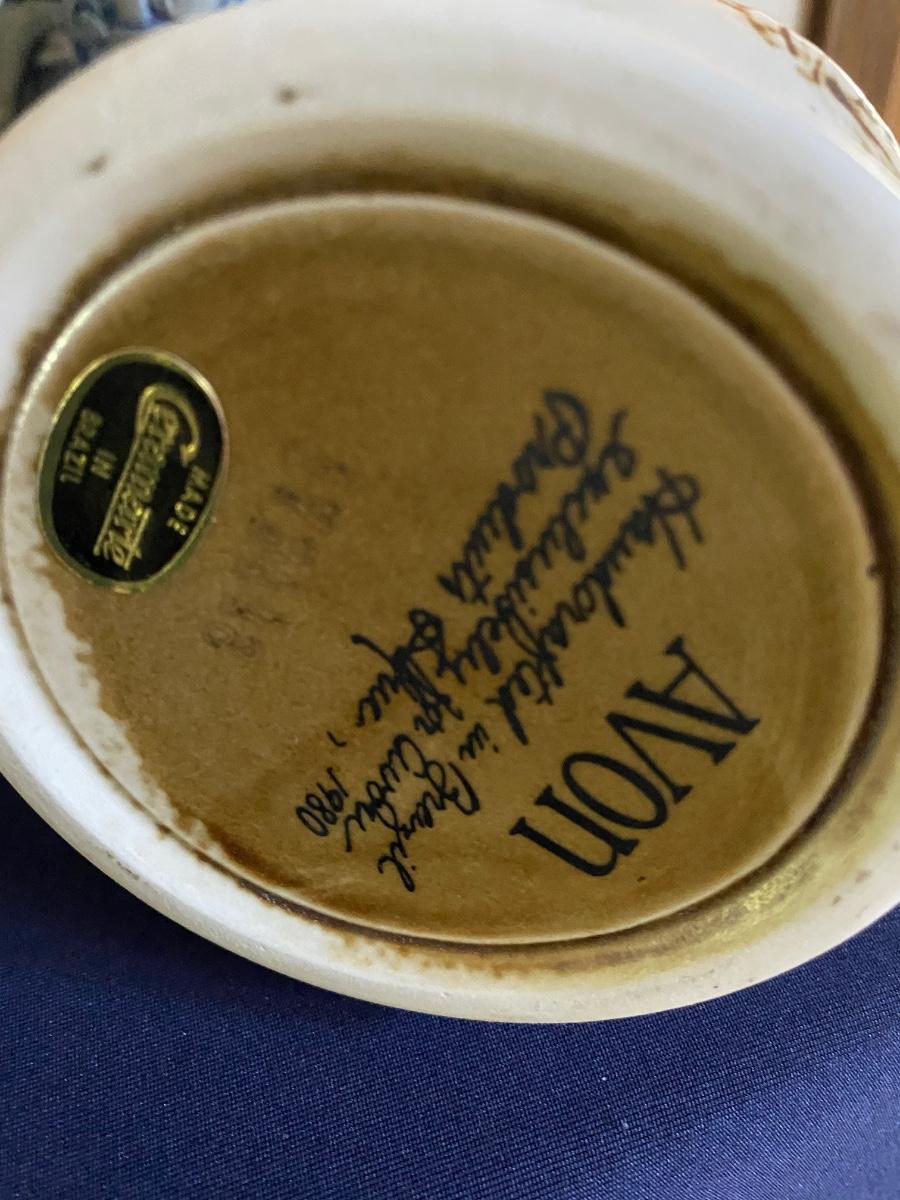 AVON
Handcrafted in Brazil
exclusively for Avon
Products, Inc., 1980
MADE
Ceramarte
IN
BRAZIL